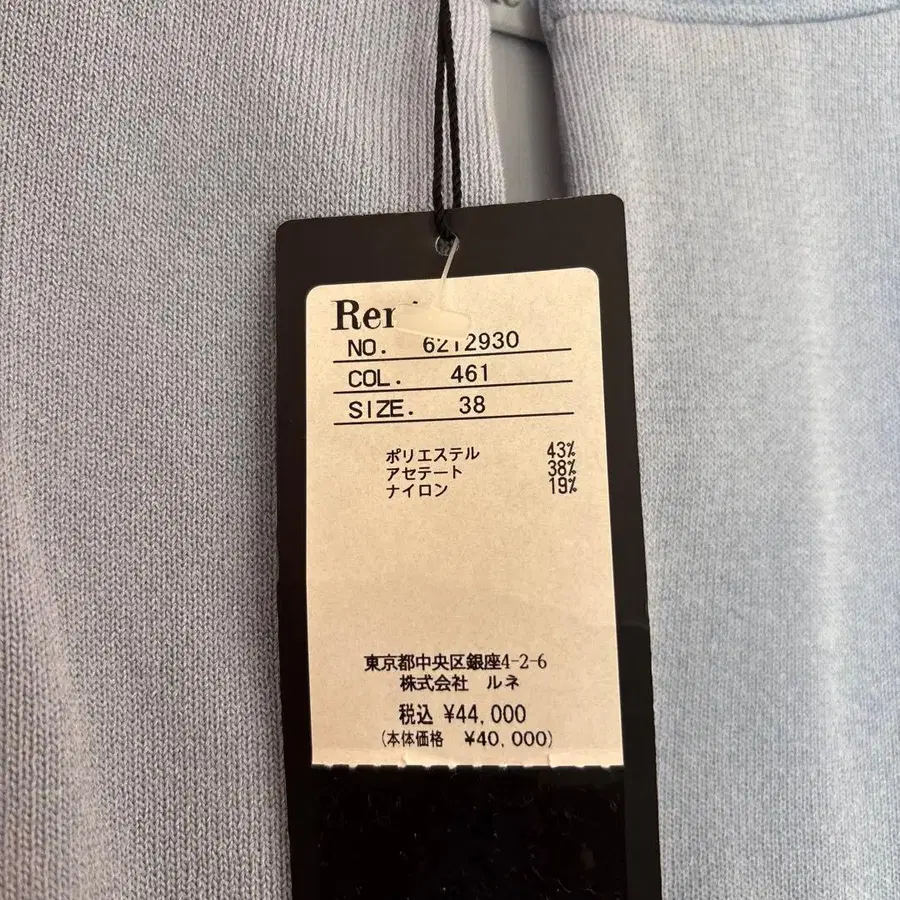 NO. 6212930
COL. 461
SIZE. 38
ポリエステル 43%
アセテート 38%
ナイロン 19%
東京都中央区銀座4-2-6
株式会社 ルネ
税込 ¥44,000
(本体価格 ¥40,000)